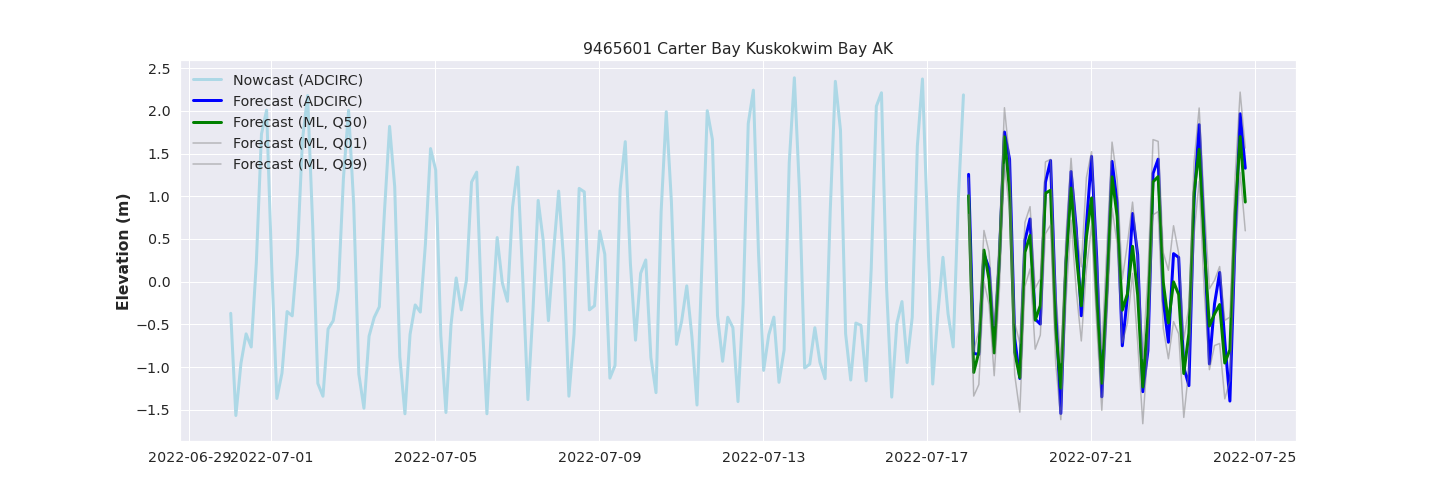 9465601 Carter Bay Kuskokwim Bay AK
Nowcast (ADCIRC)
Forecast (ADCIRC)
Forecast (ML, Q50)
Forecast (ML, Q01)
Forecast (ML, Q99)
Elevation (m)
2.5
2.0
1.5
1.0
0.5
0.0
−0.5
−1.0
−1.5
2022-06-29 2022-07-01 2022-07-05 2022-07-09 2022-07-13 2022-07-17 2022-07-21 2022-07-25